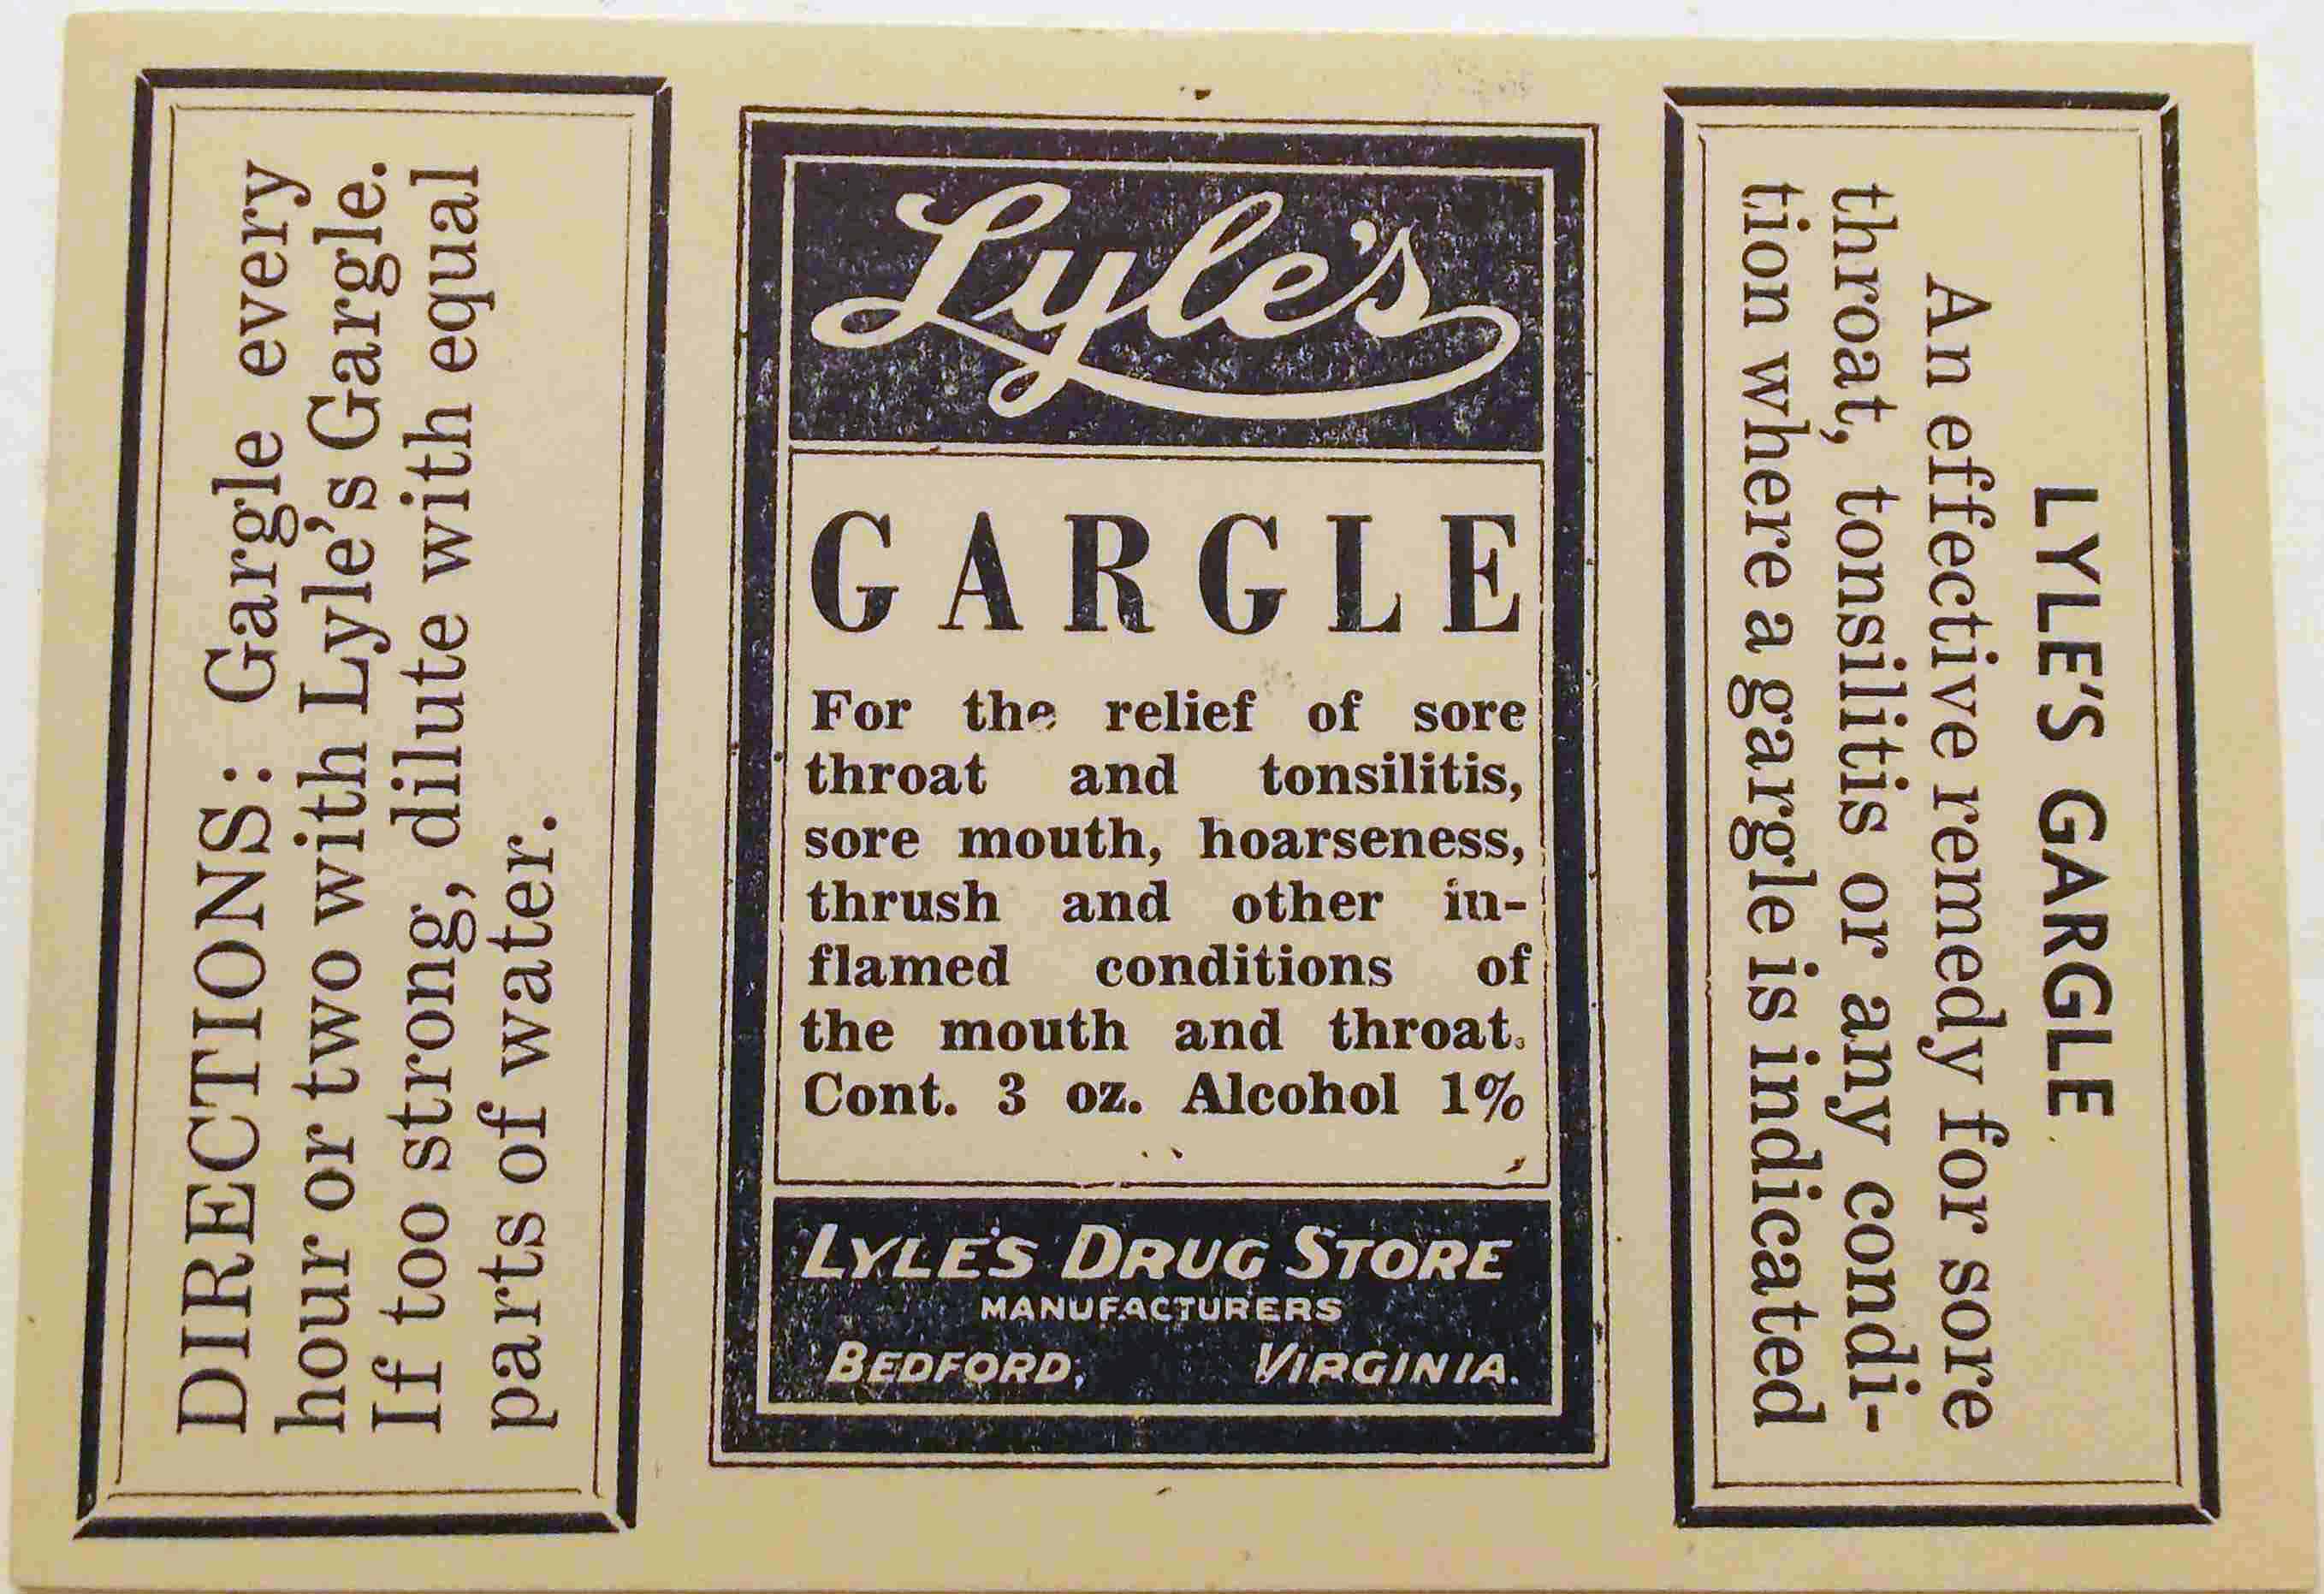 DIRECTIONS: Gargle every
hour or two with Lyle's Gargle.
If too strong, dilute with equal
parts of water.
Lyle's
GARGLE
For the relief of sore
throat and tonsilitis,
sore mouth, hoarseness,
thrush and other in-
flamed conditions of
the mouth and throat.
Cont. 3 oz. Alcohol 1%
LYLE'S DRUG STORE
MANUFACTURERS
BEDFORD, VIRGINIA.
LYLE'S GARGLE
An effective remedy for sore
throat, tonsilitis or any condi-
tion where a gargle is indicated